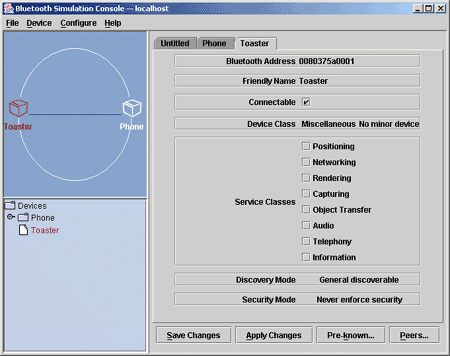 Bluetooth Simulation Console -- localhost
File Device Configure Help
Untitled Phone Toaster
Bluetooth Address 0080375a0001
Friendly Name Toaster
Connectable
Device Class Miscellaneous No minor device
Service Classes
Positioning
Networking
Rendering
Capturing
Object Transfer
Audio
Telephony
Information
Discovery Mode General discoverable
Security Mode Never enforce security
Save Changes Apply Changes Pre-known... Peers...
Toaster Phone
Devices
Phone
Toaster